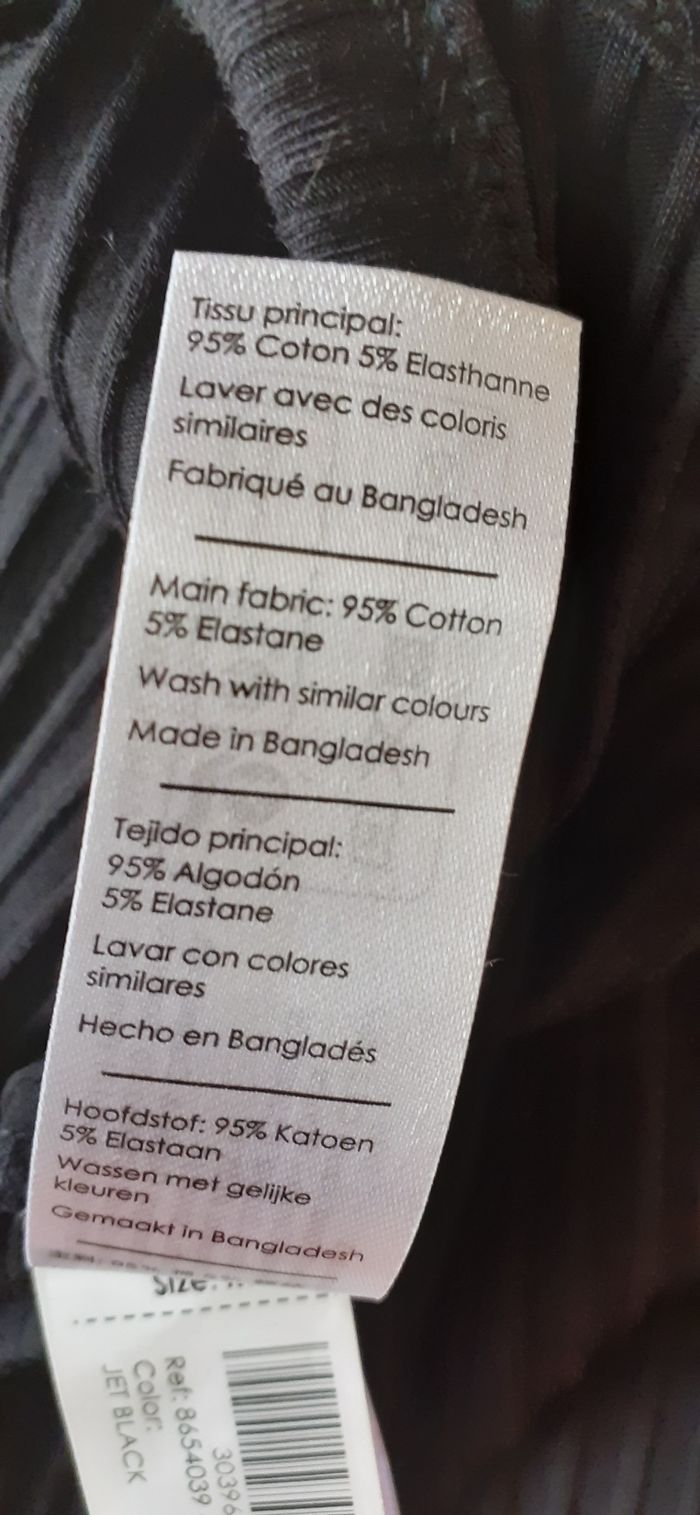 Tissu principal:
95% Coton 5% Elasthanne
Laver avec des coloris
similaires
Fabriqué au Bangladesh
Main fabric: 95% Cotton
5% Elastane
Wash with similar colours
Made in Bangladesh
Tejido principal:
95% Algodón
5% Elastane
Lavar con colores
similares
Hecho en Bangladés
Hoofdstof: 95% Katoen
5% Elastaan
Wassen met gelijke
kleuren
Gemaakt in Bangladesh
30396
Ref: 8654039
Color:
JET BLACK